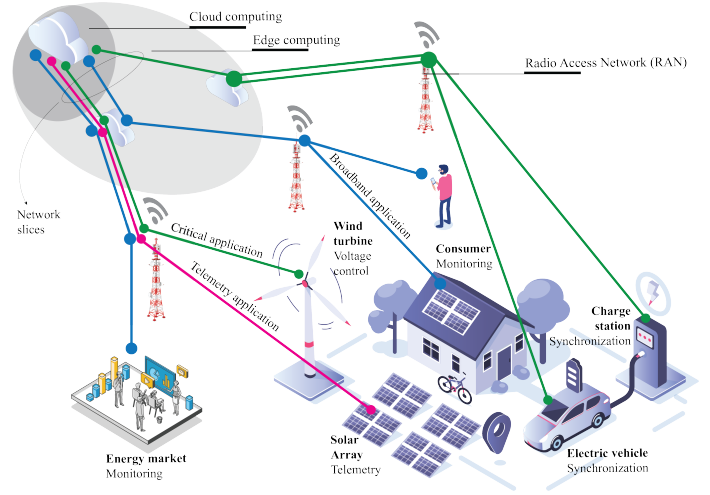 Cloud computing
Edge computing
Radio Access Network (RAN)
Network
slices
Broadband application
Critical application
Telemetry application
Wind
turbine
Voltage
control
Consumer
Monitoring
Charge
station
Synchronization
Solar
Array
Telemetry
Electric vehicle
Synchronization
Energy market
Monitoring